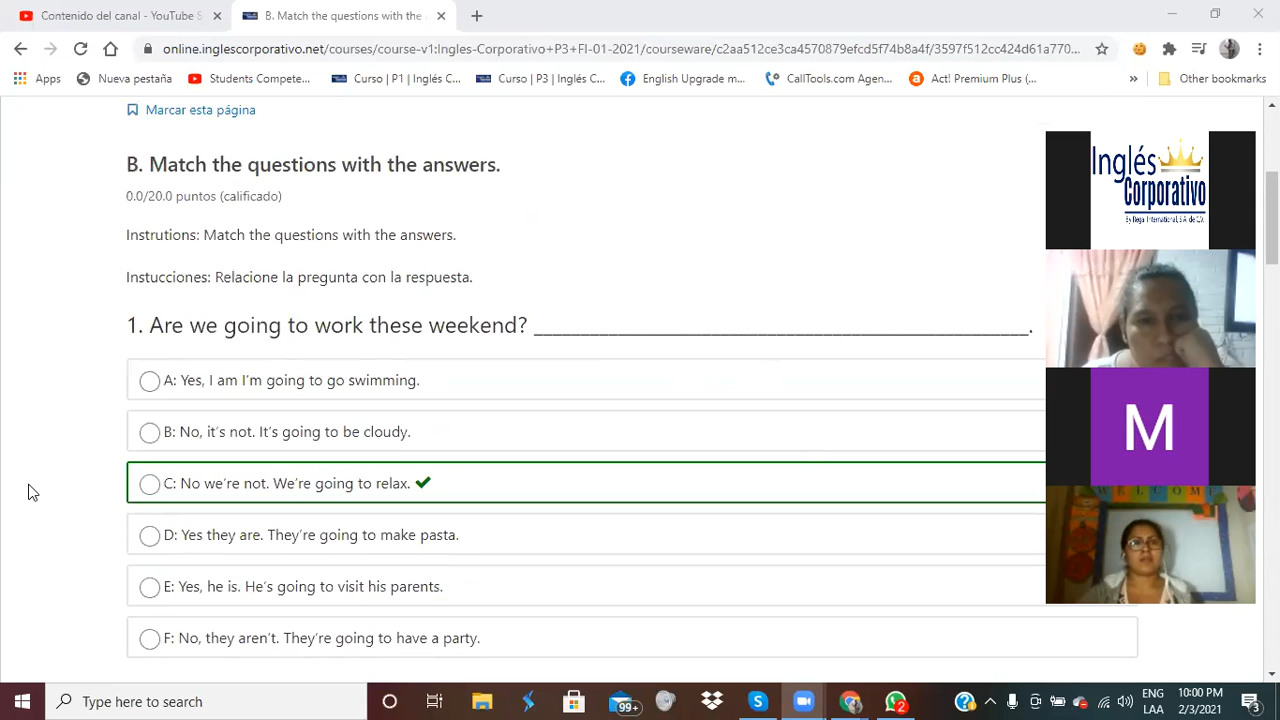 Contenido del canal - YouTube S
B. Match the questions with the
online.inglescorporativo.net/courses/course-v1:Ingles-Corporativo+P3+FI-01-2021/courseware/c2aa512ce3ca4570879efcd5f74b8a4f/3597f512cc424d61a770...
Apps
Nueva pestaña
Students Compete...
Curso | P1 | Inglés C...
Curso | P3 | Inglés C...
English Upgrade m...
CallTools.com Agen...
Act! Premium Plus (...
»
Other bookmarks
Marcar esta página
B. Match the questions with the answers.
0.0/20.0 puntos (calificado)
Instrutions: Match the questions with the answers.
Instucciones: Relacione la pregunta con la respuesta.
1. Are we going to work these weekend? ______________________________________________.
A: Yes, I am I’m going to go swimming.
B: No, it’s not. It’s going to be cloudy.
C: No we’re not. We’re going to relax.
D: Yes they are. They’re going to make pasta.
E: Yes, he is. He’s going to visit his parents.
F: No, they aren’t. They’re going to have a party.
Inglés
Corporativo
By Regal International, S.A. de C.V.
M
WELCOME
Type here to search
99+
2
ENG
LAA
10:00 PM
2/3/2021
3